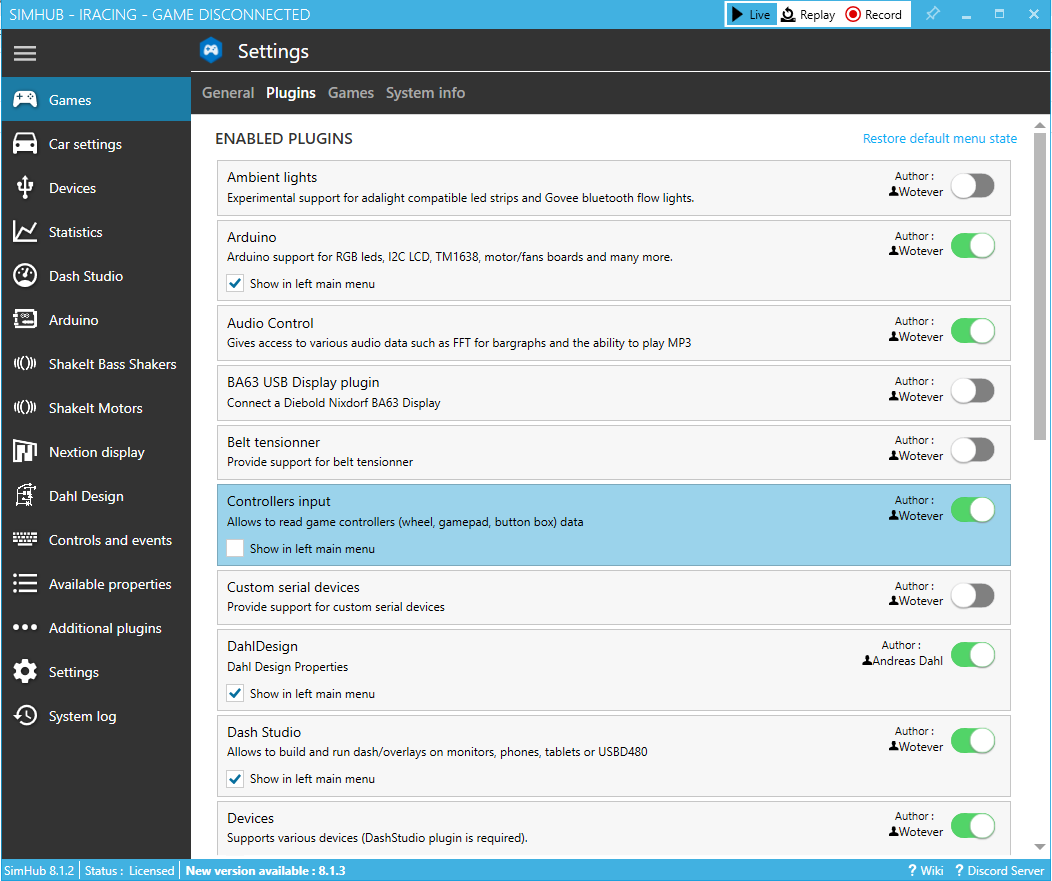 SIMHUB - IRACING - GAME DISCONNECTED
Live
Replay
Record
Settings
General Plugins Games System info
Games
Car settings
Devices
Statistics
Dash Studio
Arduino
ShakeIt Bass Shakers
ShakeIt Motors
Nextion display
Dahl Design
Controls and events
Available properties
Additional plugins
Settings
System log
ENABLED PLUGINS
Restore default menu state
Ambient lights
Experimental support for adalight compatible led strips and Govee bluetooth flow lights.
Author :
Wotever
Arduino
Arduino support for RGB leds, I2C LCD, TM1638, motor/fans boards and many more.
Show in left main menu
Author :
Wotever
Audio Control
Gives access to various audio data such as FFT for bargraphs and the ability to play MP3
Author :
Wotever
BA63 USB Display plugin
Connect a Diebold Nixdorf BA63 Display
Author :
Wotever
Belt tensionner
Provide support for belt tensionner
Author :
Wotever
Controllers input
Allows to read game controllers (wheel, gamepad, button box) data
Show in left main menu
Author :
Wotever
Custom serial devices
Provide support for custom serial devices
Author :
Wotever
DahlDesign
Dahl Design Properties
Show in left main menu
Author :
Andreas Dahl
Dash Studio
Allows to build and run dash/overlays on monitors, phones, tablets or USBD480
Show in left main menu
Author :
Wotever
Devices
Supports various devices (DashStudio plugin is required).
Author :
Wotever
SimHub 8.1.2 Status : Licensed New version available : 8.1.3
? Wiki ? Discord Server